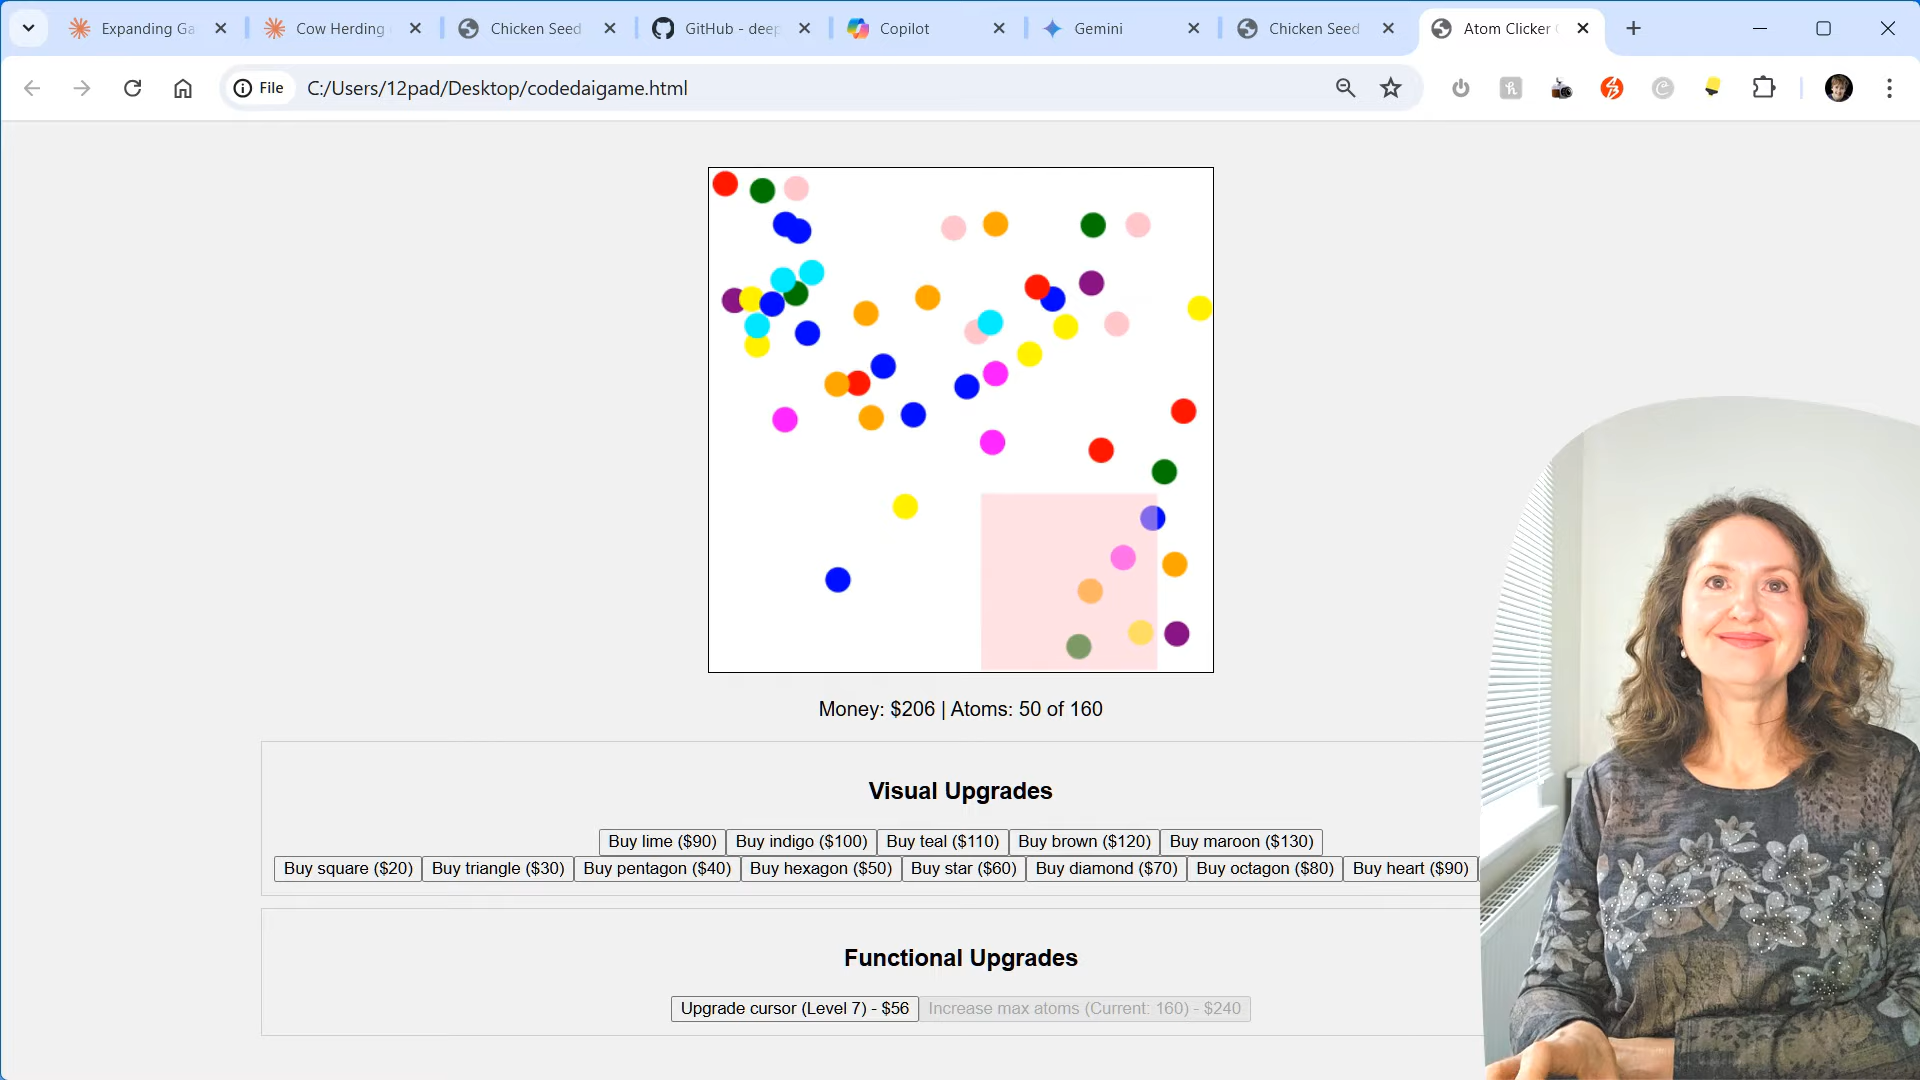 Expanding Ga
Cow Herding
Chicken Seed
GitHub - deep
Copilot
Gemini
Chicken Seed
Atom Clicker
File
C:/Users/12pad/Desktop/codedaigame.html
Money: $206 | Atoms: 50 of 160
Visual Upgrades
Buy lime ($90) Buy indigo ($100) Buy teal ($110) Buy brown ($120) Buy maroon ($130)
Buy square ($20) Buy triangle ($30) Buy pentagon ($40) Buy hexagon ($50) Buy star ($60) Buy diamond ($70) Buy octagon ($80) Buy heart ($90)
Functional Upgrades
Upgrade cursor (Level 7) - $56 Increase max atoms (Current: 160) - $240